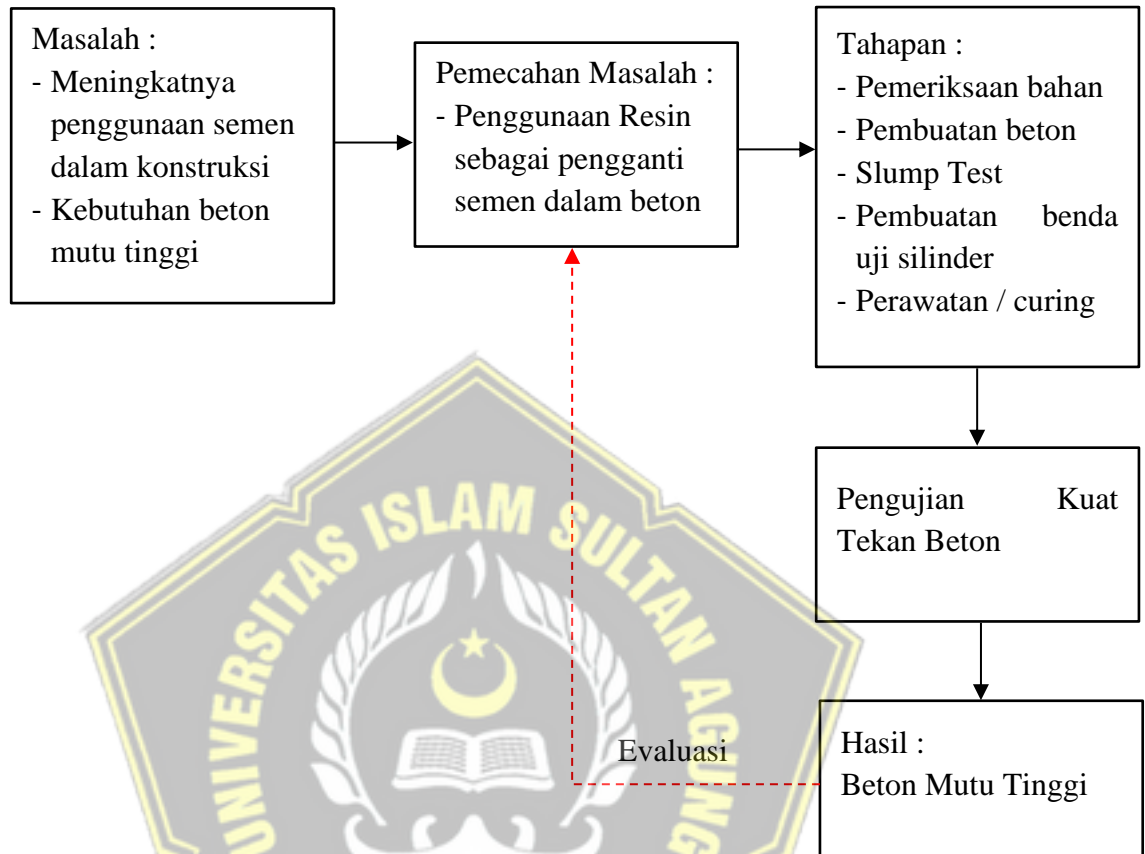 Masalah :
- Meningkatnya
penggunaan semen
dalam konstruksi
- Kebutuhan beton
mutu tinggi
Pemecahan Masalah :
- Penggunaan Resin
sebagai pengganti
semen dalam beton
Tahapan :
- Pemeriksaan bahan
- Pembuatan beton
- Slump Test
- Pembuatan benda
uji silinder
- Perawatan / curing
Pengujian Kuat
Tekan Beton
Hasil :
Beton Mutu Tinggi
Evaluasi
UNIVERSITAS ISLAM SULTAN AGUNG